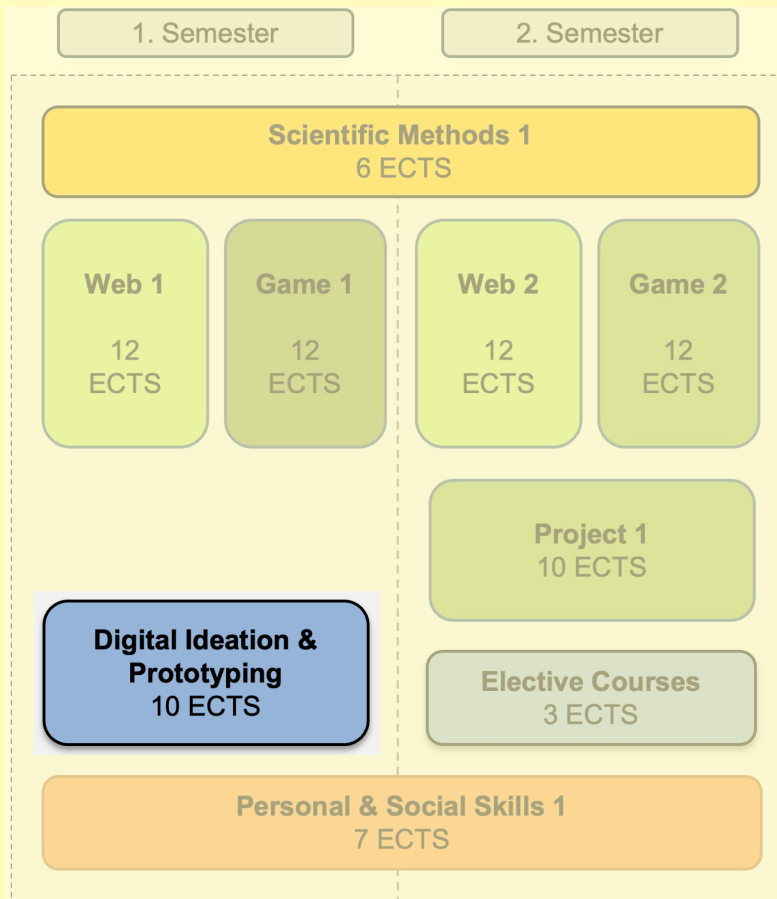 1. Semester
2. Semester
Scientific Methods 1
6 ECTS
Web 1
12
ECTS
Game 1
12
ECTS
Web 2
12
ECTS
Game 2
12
ECTS
Project 1
10 ECTS
Digital Ideation &
Prototyping
10 ECTS
Elective Courses
3 ECTS
Personal & Social Skills 1
7 ECTS